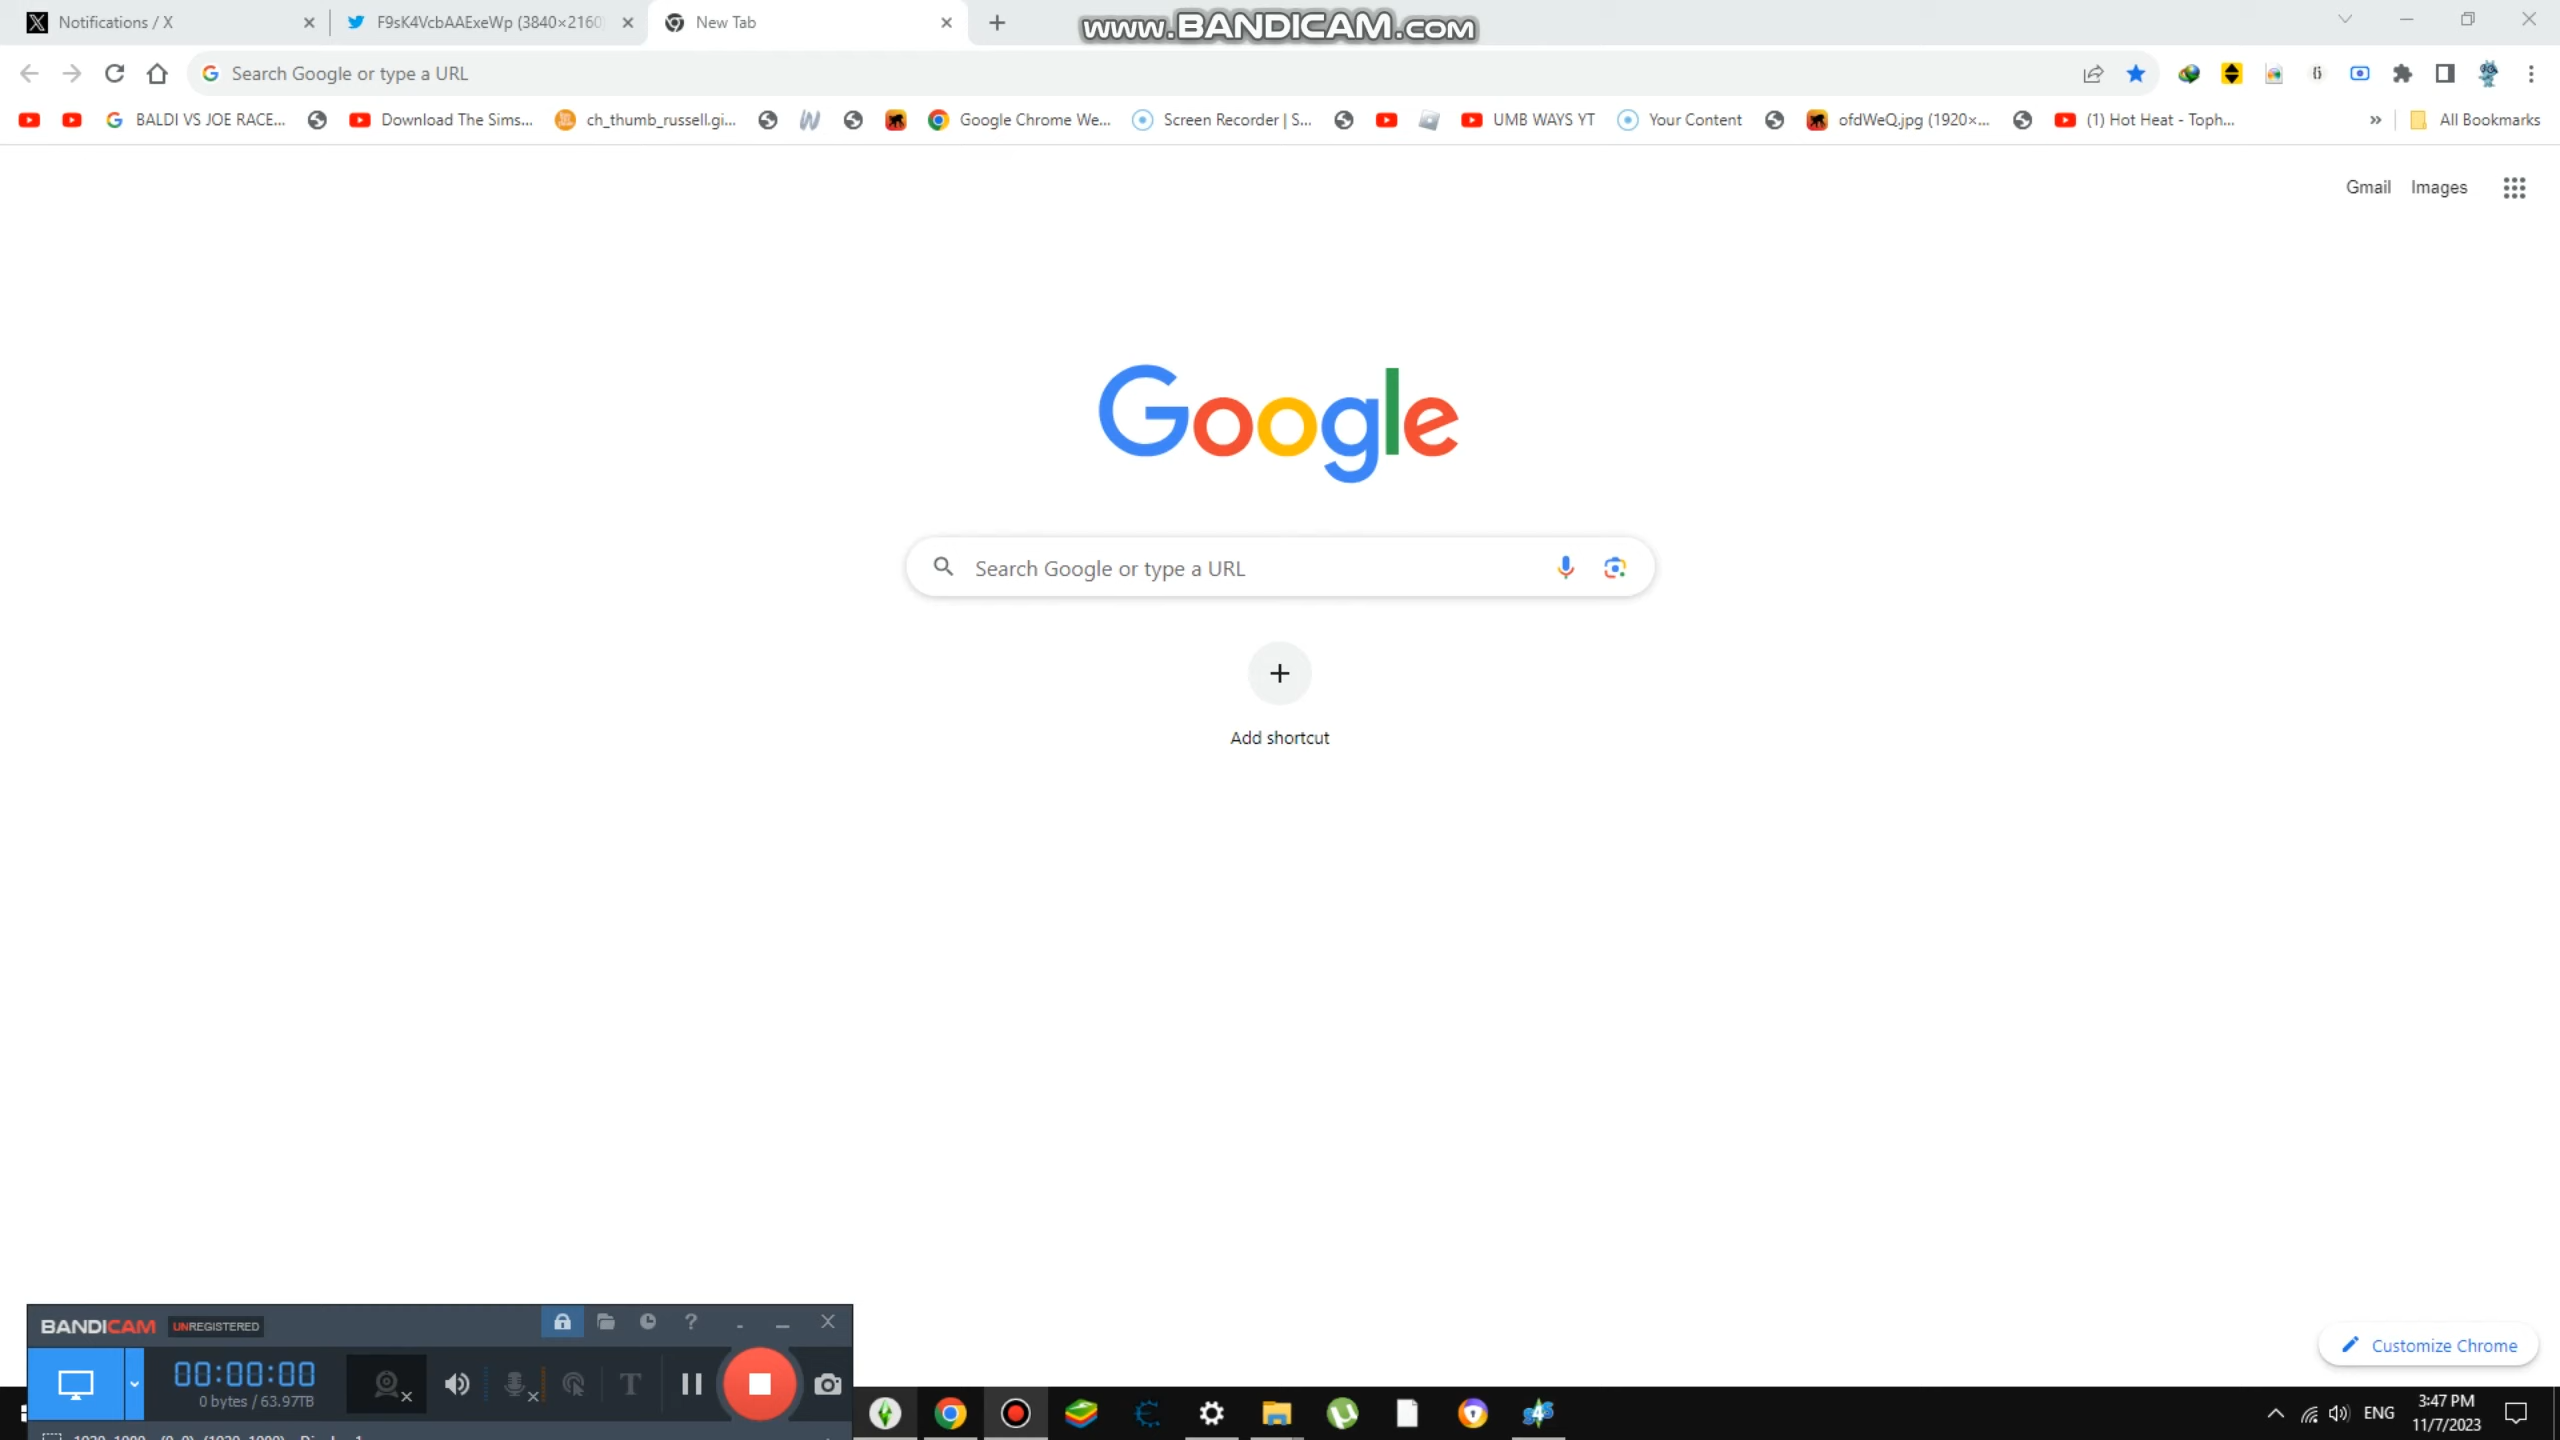 Notifications / X
F9sK4VcbAAExeWp (3840×2160)
New Tab
www.BANDICAM.com
Search Google or type a URL
BALDI VS JOE RACE...
Download The Sims...
ch_thumb_russell.gi...
Google Chrome We...
Screen Recorder | S...
UMB WAYS YT
Your Content
ofdWeQ.jpg (1920×...
(1) Hot Heat - Toph...
All Bookmarks
Gmail
Images
Google
Search Google or type a URL
Add shortcut
Customize Chrome
BANDICAM UNREGISTERED
00:00:00
0 bytes / 63.97TB
ENG
3:47 PM
11/7/2023